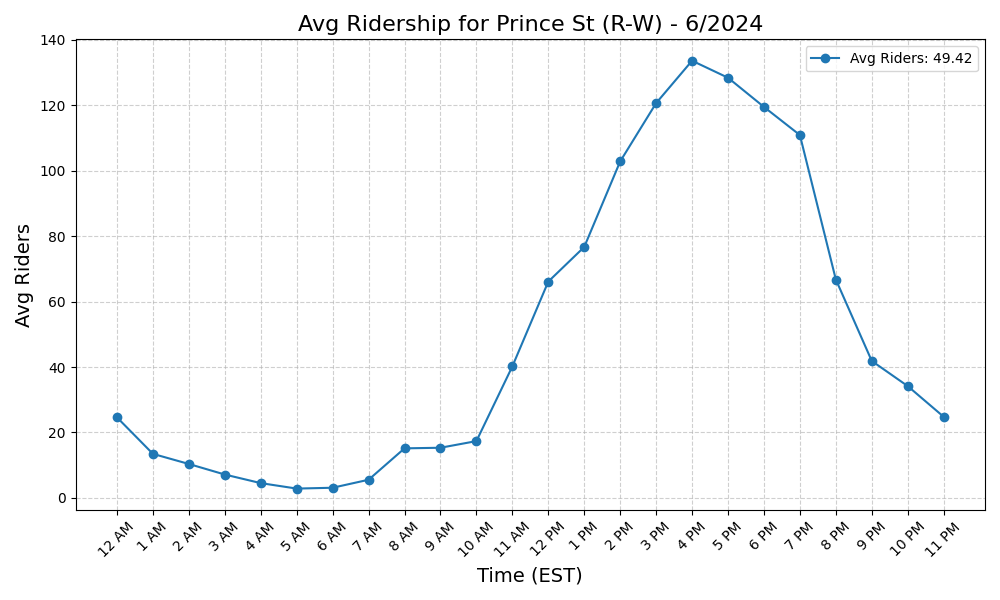 Avg Ridership for Prince St (R-W) - 6/2024
Avg Riders: 49.42
Avg Riders
140
120
100
80
60
40
20
0
12 AM
1 AM
2 AM
3 AM
4 AM
5 AM
6 AM
7 AM
8 AM
9 AM
10 AM
11 AM
12 PM
1 PM
2 PM
3 PM
4 PM
5 PM
6 PM
7 PM
8 PM
9 PM
10 PM
11 PM
Time (EST)